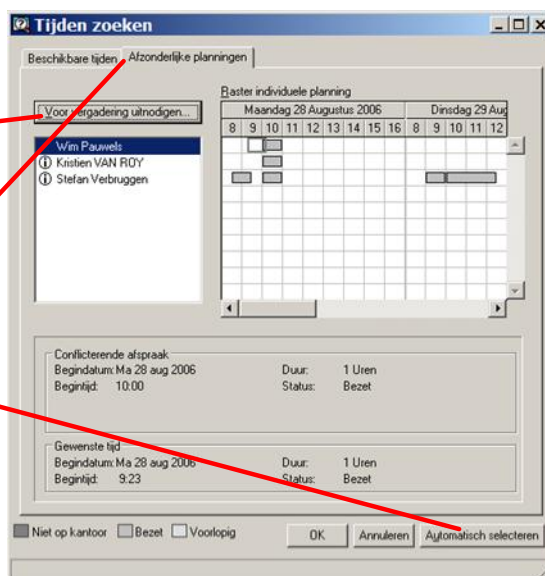 Tijden zoeken
Beschikbare tijden Afzonderlijke planningen
Raster individuele planning
Voor vergadering uitnodigen...
Maandag 28 Augustus 2006 Dinsdag 29 Aug
8 9 10 11 12 13 14 15 16 8 9 10 11 12
Wim Pauwels
Kristien VAN ROY
Stefan Verbruggen
Conflicterende afspraak
Begindatum: Ma 28 aug 2006 Duur: 1 Uren
Begintijd: 10:00 Status: Bezet
Gewenste tijd
Begindatum: Ma 28 aug 2006 Duur: 1 Uren
Begintijd: 9:23 Status: Bezet
Niet op kantoor Bezet Voorlopig OK Annuleren Automatisch selecteren